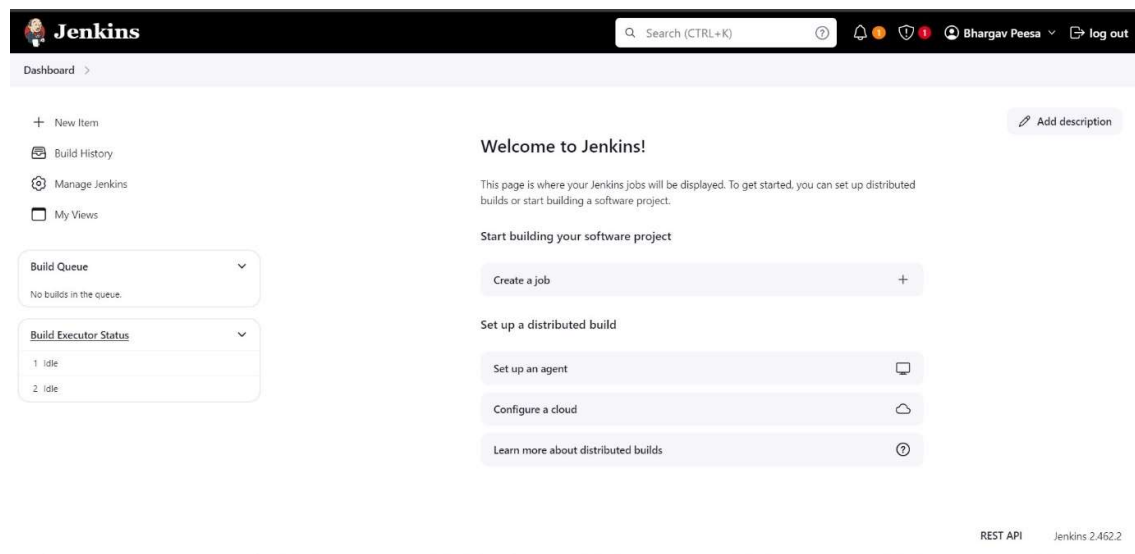 Jenkins
Search (CTRL+K)
1
1
Bhargav Peesa
log out
Dashboard
New Item
Build History
Manage Jenkins
My Views
Build Queue
No builds in the queue.
Build Executor Status
1 Idle
2 Idle
Add description
Welcome to Jenkins!
This page is where your Jenkins jobs will be displayed. To get started, you can set up distributed
builds or start building a software project.
Start building your software project
Create a job
Set up a distributed build
Set up an agent
Configure a cloud
Learn more about distributed builds
REST API
Jenkins 2.462.2